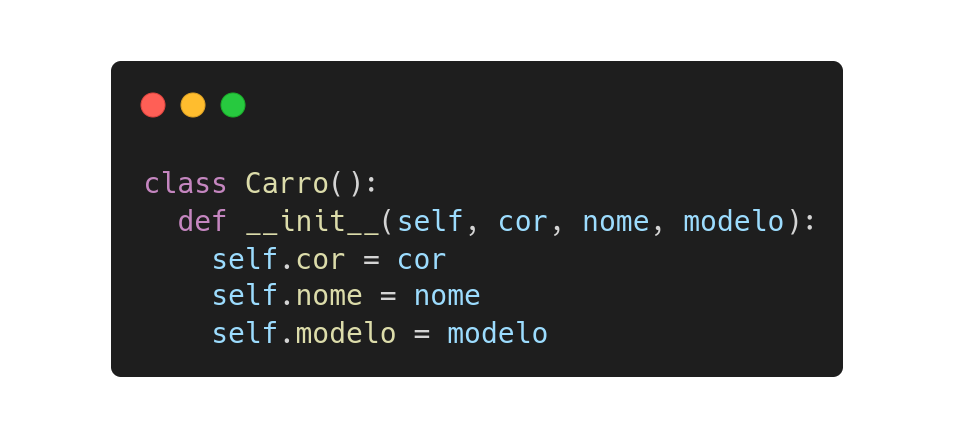 class Carro():
  def __init__(self, cor, nome, modelo):
    self.cor = cor
    self.nome = nome
    self.modelo = modelo